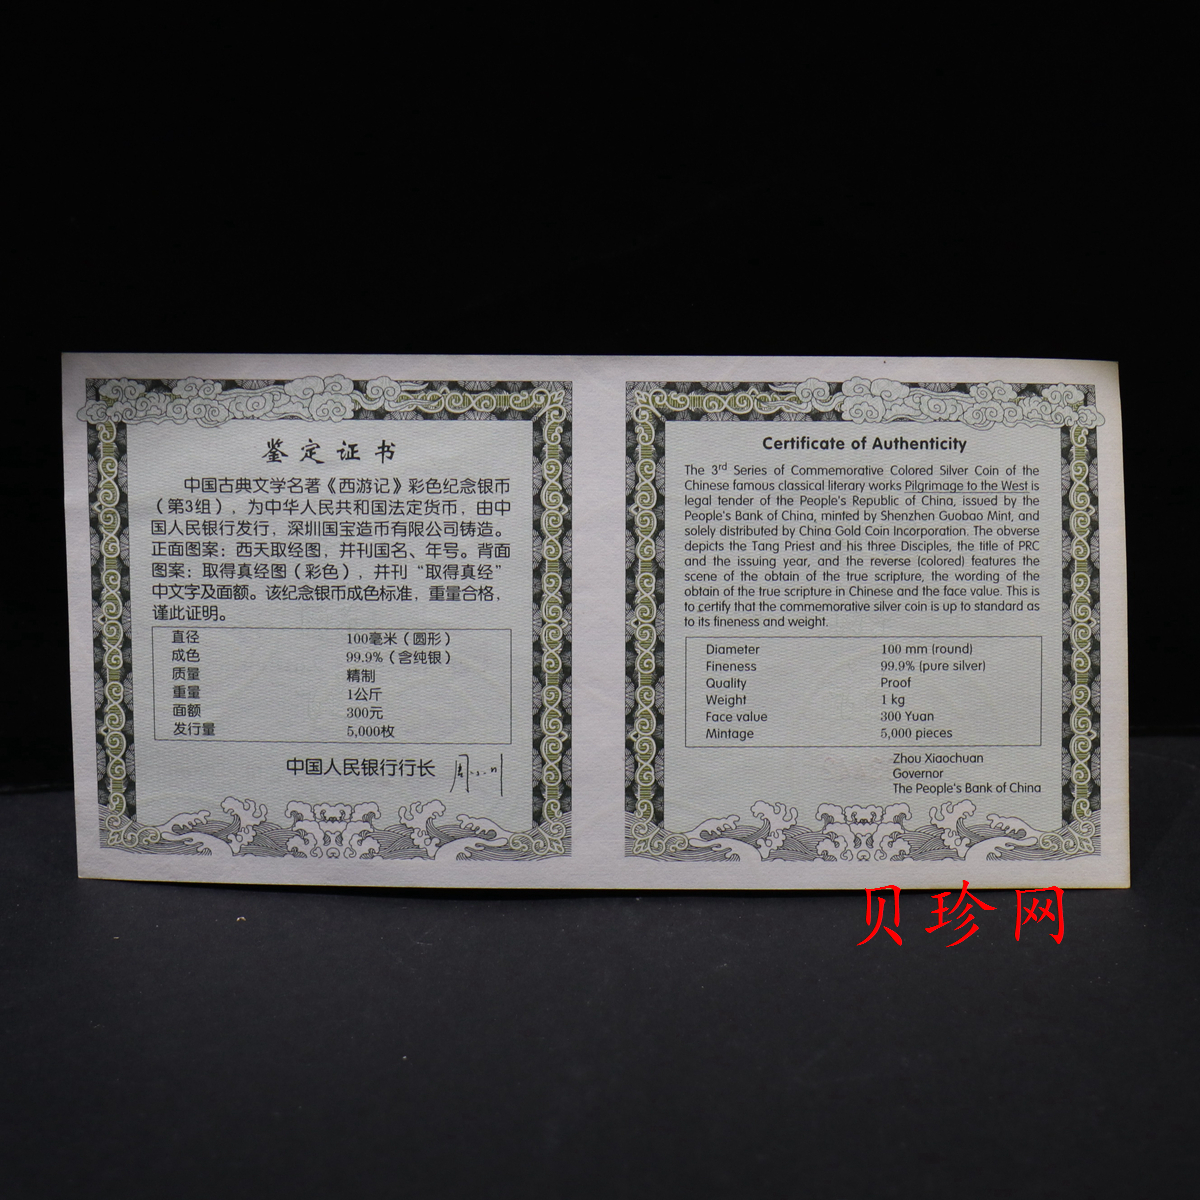 鉴定证书
中国古典文学名著《西游记》彩色纪念银币
（第3组），为中华人民共和国法定货币，由中
国人民银行发行，深圳国宝造币有限公司铸造。
正面图案：西天取经图，并刊国名、年号。背面
图案：取得真经图（彩色），并刊“取得真经”
中文字及面额。该纪念银币成色标准，重量合格，
谨此证明。
直径 100毫米（圆形）
成色 99.9%（含纯银）
质量 精制
重量 1公斤
面额 300元
发行量 5,000枚
中国人民银行行长
Certificate of Authenticity
The 3rd Series of Commemorative Colored Silver Coin of the
Chinese famous classical literary works Pilgrimage to the West is
legal tender of the People's Republic of China, issued by the
People's Bank of China, minted by Shenzhen Guobao Mint, and
solely distributed by China Gold Coin Incorporation. The obverse
depicts the Tang Priest and his three Disciples, the title of PRC
and the issuing year, and the reverse (colored) features the
scene of the obtain of the true scripture, the wording of the
obtain of the true scripture in Chinese and the face value. This is
to certify that the commemorative silver coin is up to standard as
to its fineness and weight.
Diameter 100 mm (round)
Fineness 99.9% (pure silver)
Quality Proof
Weight 1 kg
Face value 300 Yuan
Mintage 5,000 pieces
Zhou Xiaochuan
Governor
The People's Bank of China
贝珍网